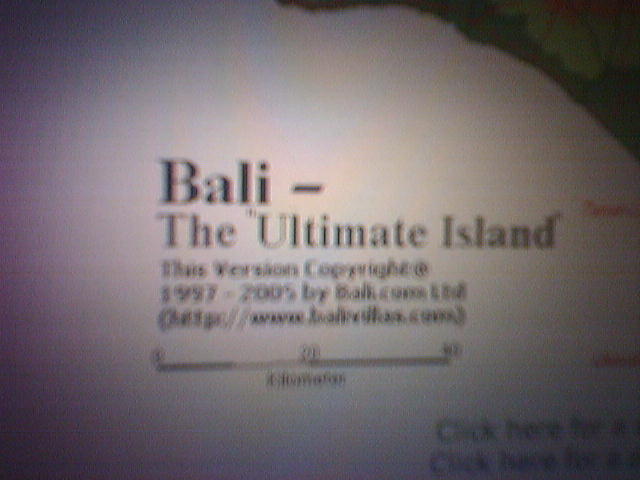 Bali –
The "Ultimate Island"
This Version Copyright©
1997 - 2005 by Bali.com Ltd
(http://www.balivillas.com)
0 20 40
Kilometer
Click here for a
Click here for a